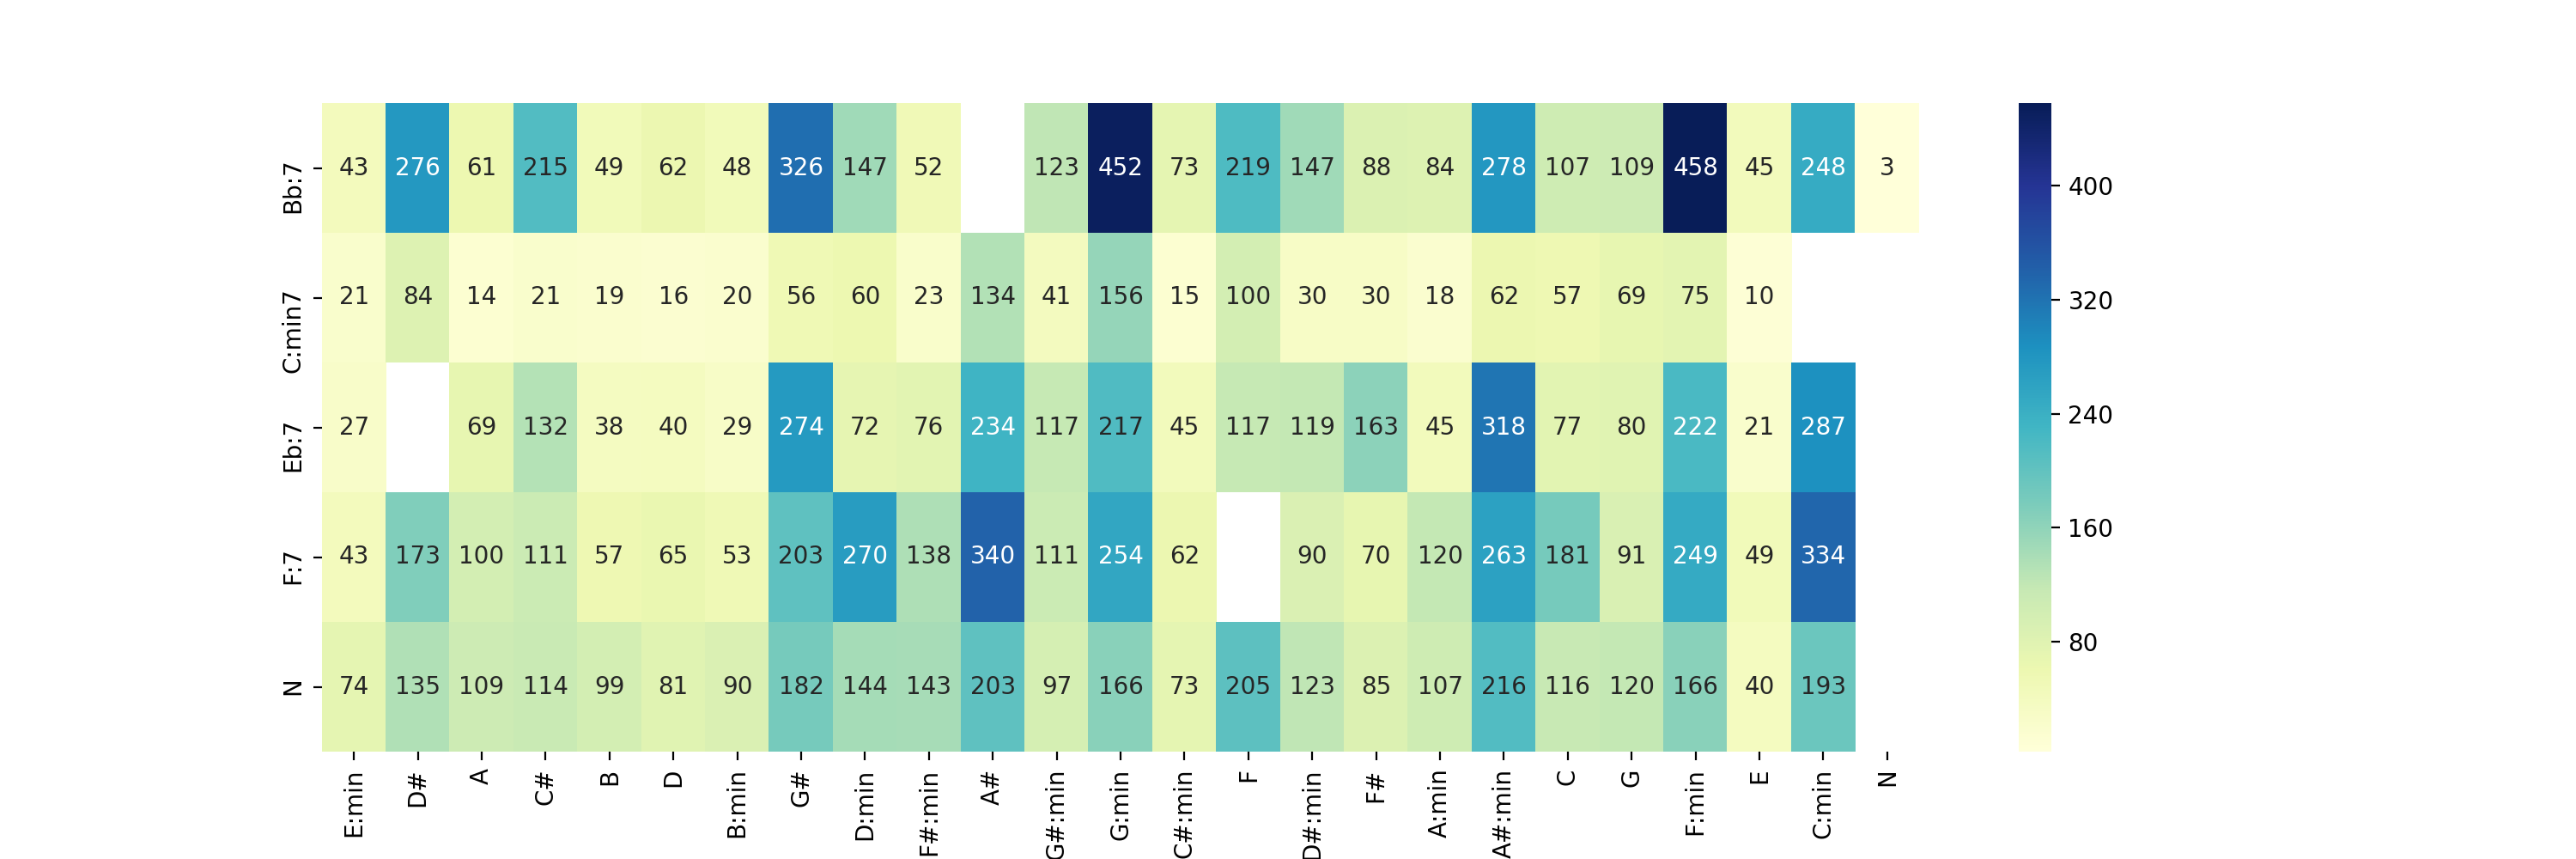 Bb:7 43 276 61 215 49 62 48 326 147 52 123 452 73 219 147 88 84 278 107 109 458 45 248 3
C:min7 21 84 14 21 19 16 20 56 60 23 134 41 156 15 100 30 30 18 62 57 69 75 10
Eb:7 27 69 132 38 40 29 274 72 76 234 117 217 45 117 119 163 45 318 77 80 222 21 287
F:7 43 173 100 111 57 65 53 203 270 138 340 111 254 62 90 70 120 263 181 91 249 49 334
N 74 135 109 114 99 81 90 182 144 143 203 97 166 73 205 123 85 107 216 116 120 166 40 193
E:min D# A C# B D B:min G# D:min F#:min A# G#:min G:min C#:min F D#:min F# A:min A#:min C G F:min E C:min N
400
320
240
160
80